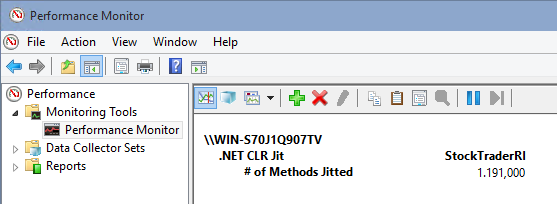 Performance Monitor
File Action View Window Help
Performance
Monitoring Tools
Performance Monitor
Data Collector Sets
Reports
\\WIN-S70J1Q907TV
.NET CLR Jit StockTraderRI
# of Methods Jitted 1.191,000